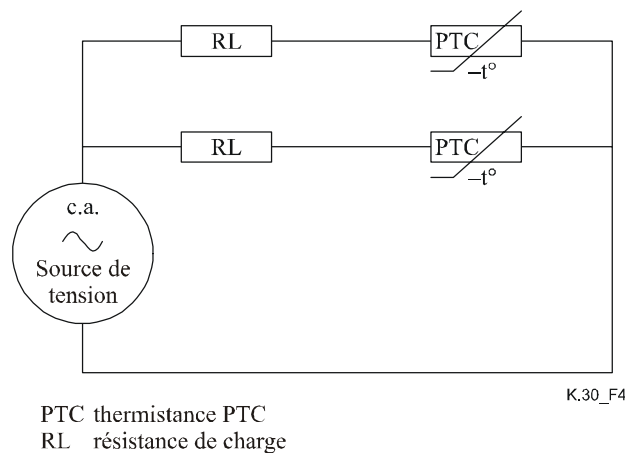 RL PTC
–t°
RL PTC
–t°
c.a.
Source de
tension
K.30_F4
PTC thermistance PTC
RL résistance de charge